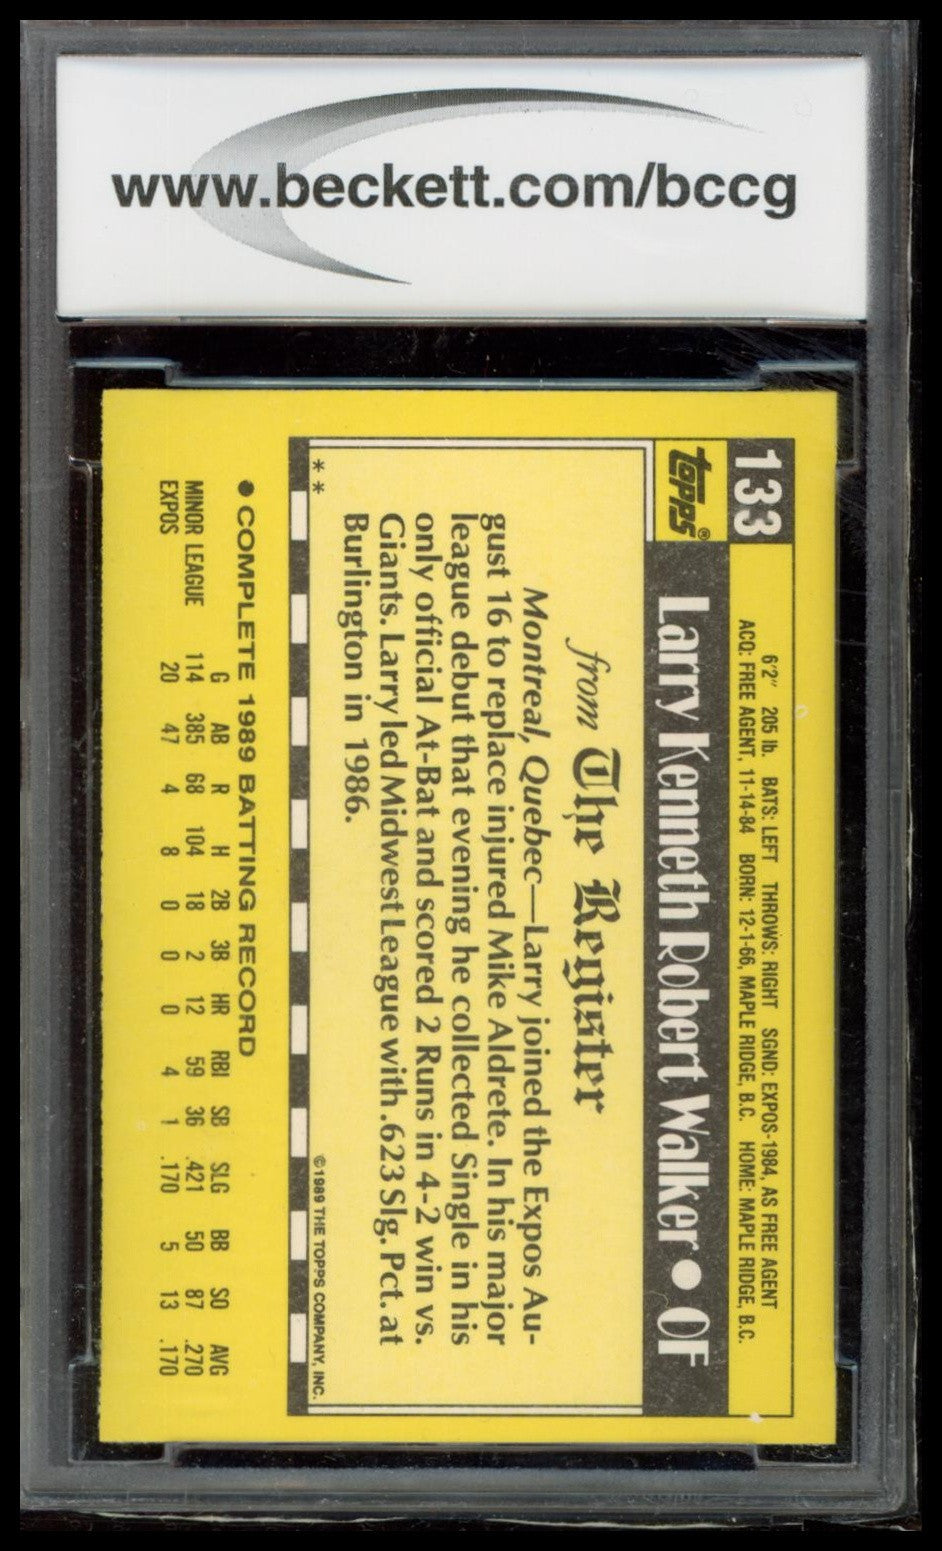 www.beckett.com/bccg
133
6'2" 205 lb. BATS: LEFT THROWS: RIGHT SGND: EXPOS-1984, AS FREE AGENT
ACQ: FREE AGENT, 11-14-84 BORN: 12-1-66, MAPLE RIDGE, B.C. HOME: MAPLE RIDGE, B.C.
topps®
Larry Kenneth Robert Walker • OF
from The Register
Montreal, Quebec—Larry joined the Expos Au-
gust 16 to replace injured Mike Aldrete. In his major
league debut that evening he collected Single in his
only official At-Bat and scored 2 Runs in 4-2 win vs.
Giants. Larry led Midwest League with .623 Slg. Pct. at
Burlington in 1986.
** ©1989 THE TOPPS COMPANY, INC.
• COMPLETE 1989 BATTING RECORD
G AB R H 2B 3B HR RBI SB SLG BB SO AVG
MINOR LEAGUE 114 385 68 104 18 2 12 59 36 .421 50 87 .270
EXPOS 20 47 4 8 0 0 0 4 1 .170 5 13 .170